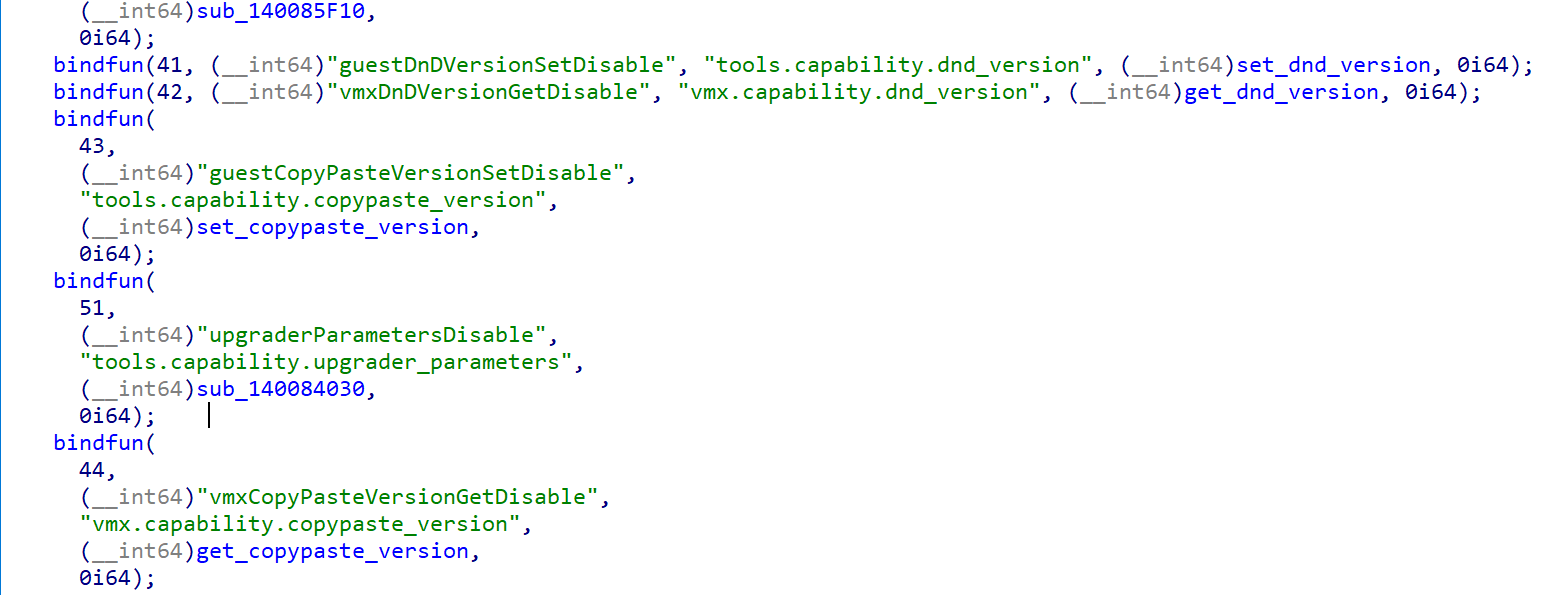 (__int64)sub_140085F10,
0i64);
bindfun(41, (__int64)"guestDnDVersionSetDisable", "tools.capability.dnd_version", (__int64)set_dnd_version, 0i64);
bindfun(42, (__int64)"vmxDnDVersionGetDisable", "vmx.capability.dnd_version", (__int64)get_dnd_version, 0i64);
bindfun(
43,
(__int64)"guestCopyPasteVersionSetDisable",
"tools.capability.copypaste_version",
(__int64)set_copypaste_version,
0i64);
bindfun(
51,
(__int64)"upgraderParametersDisable",
"tools.capability.upgrader_parameters",
(__int64)sub_140084030,
0i64);
bindfun(
44,
(__int64)"vmxCopyPasteVersionGetDisable",
"vmx.capability.copypaste_version",
(__int64)get_copypaste_version,
0i64);